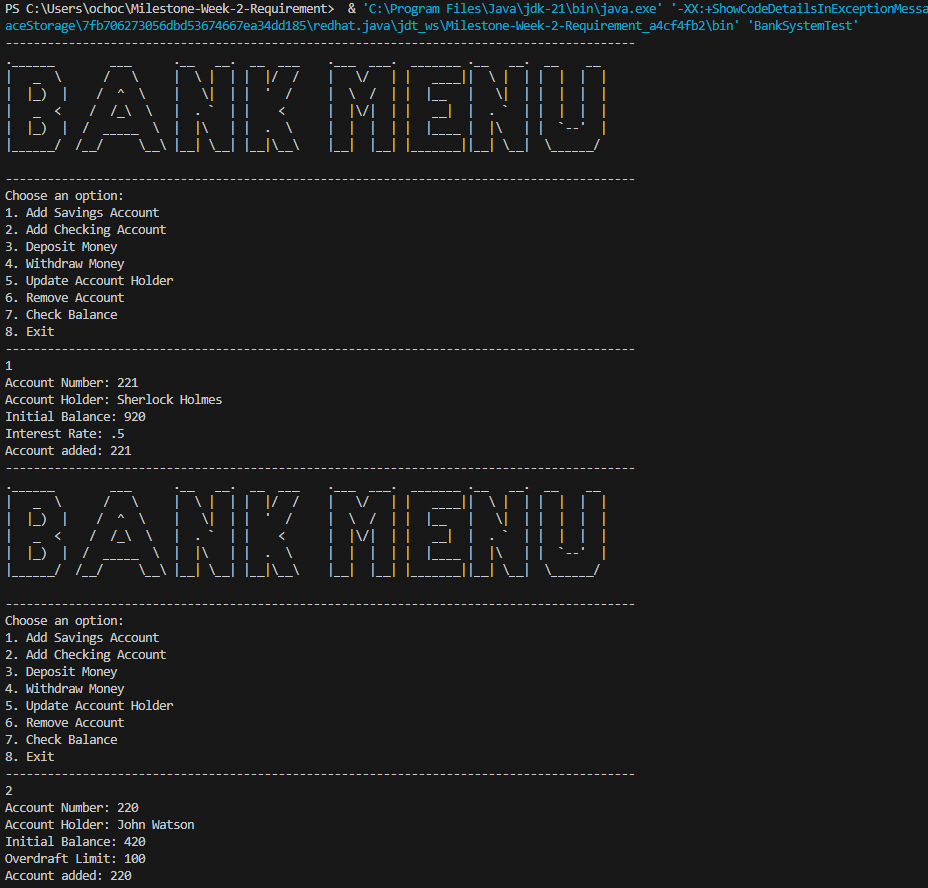 PS C:\Users\ochoc\Milestone-Week-2-Requirement>  & 'C:\Program Files\Java\jdk-21\bin\java.exe' '-XX:+ShowCodeDetailsInExceptionMessa
aceStorage\7fb706273056dbd53674667ea34dd185\redhat.java\jdt_ws\Milestone-Week-2-Requirement_a4cf4fb2\bin' 'BankSystemTest'
------------------------------------------------------------------------------------------
BANK MENU
------------------------------------------------------------------------------------------
Choose an option:
1. Add Savings Account
2. Add Checking Account
3. Deposit Money
4. Withdraw Money
5. Update Account Holder
6. Remove Account
7. Check Balance
8. Exit
------------------------------------------------------------------------------------------
1
Account Number: 221
Account Holder: Sherlock Holmes
Initial Balance: 920
Interest Rate: .5
Account added: 221
------------------------------------------------------------------------------------------
BANK MENU
------------------------------------------------------------------------------------------
Choose an option:
1. Add Savings Account
2. Add Checking Account
3. Deposit Money
4. Withdraw Money
5. Update Account Holder
6. Remove Account
7. Check Balance
8. Exit
------------------------------------------------------------------------------------------
2
Account Number: 220
Account Holder: John Watson
Initial Balance: 420
Overdraft Limit: 100
Account added: 220